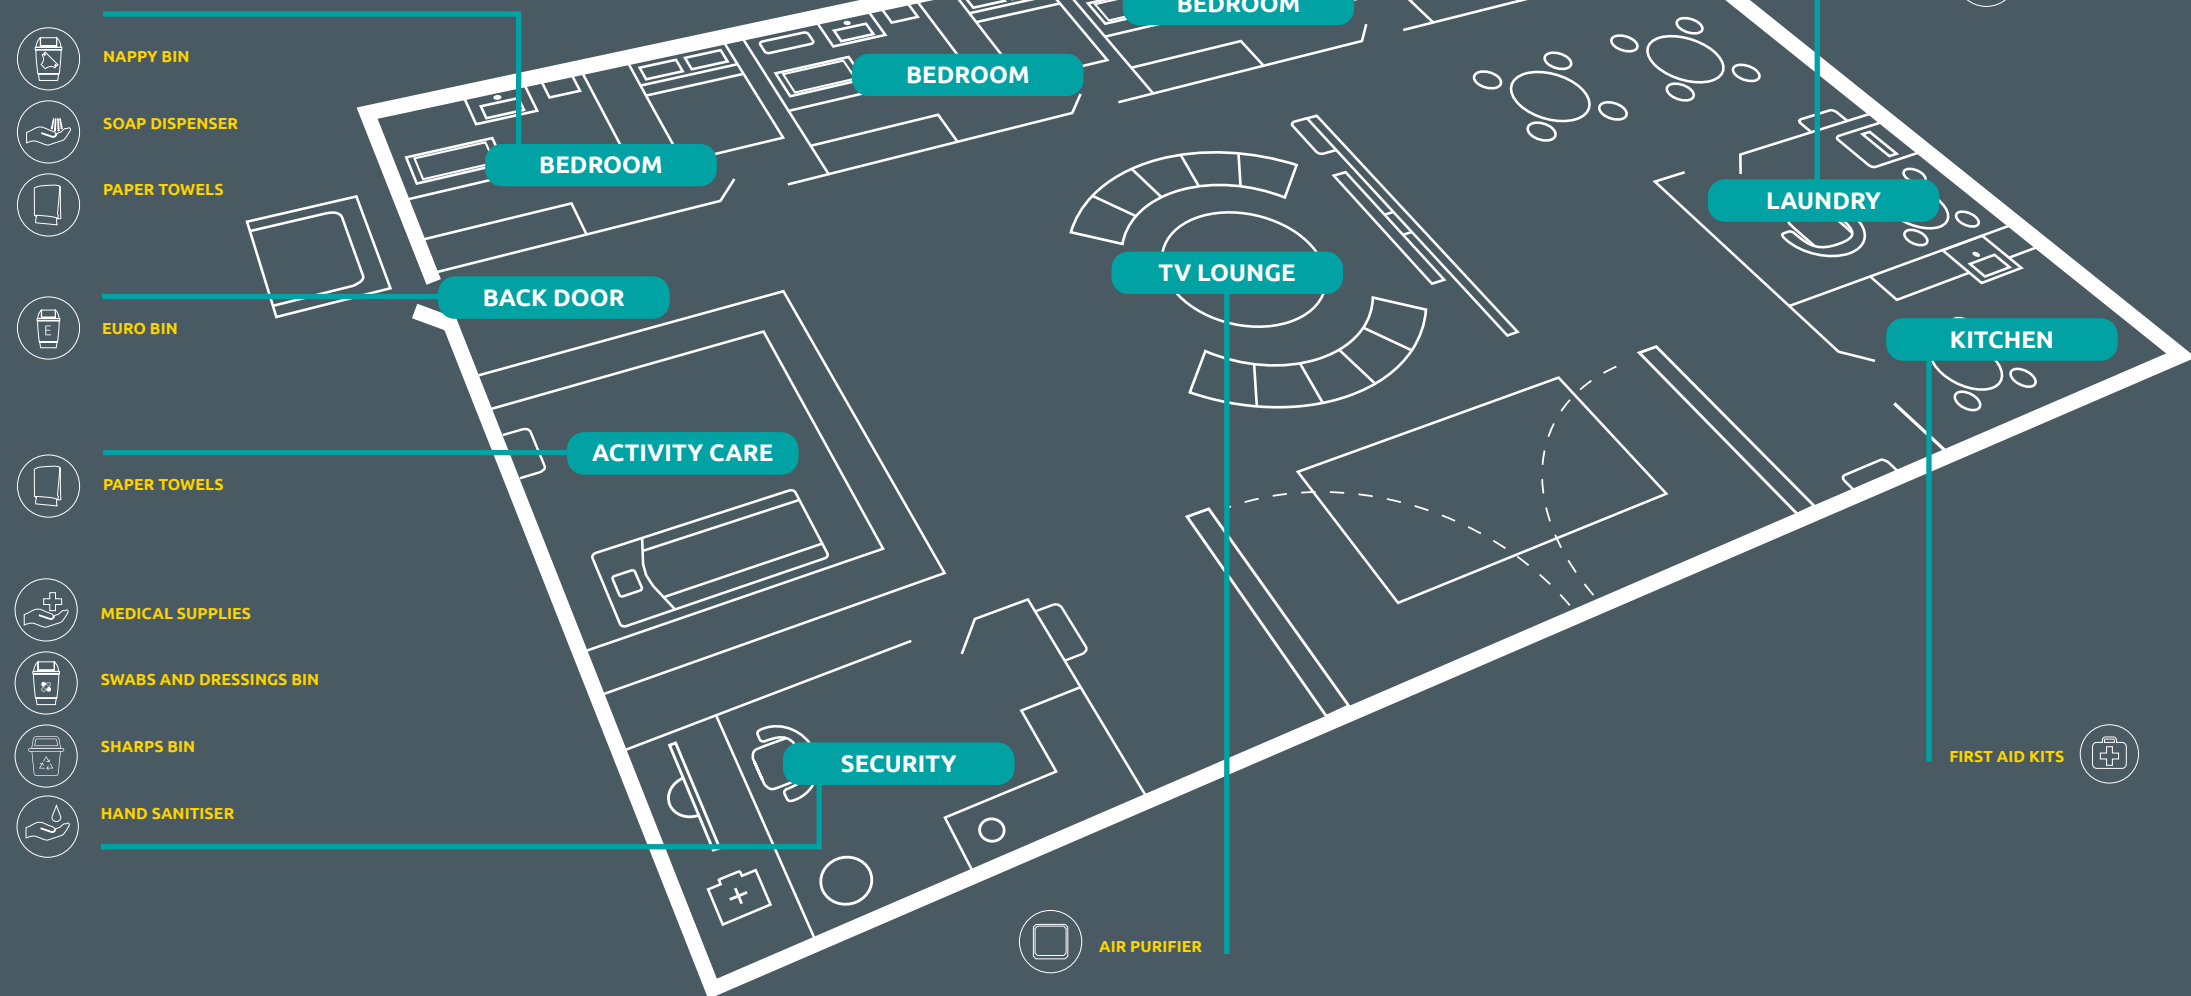 BEDROOM
NAPPY BIN
BEDROOM
SOAP DISPENSER
BEDROOM
PAPER TOWELS
LAUNDRY
TV LOUNGE
BACK DOOR
EURO BIN
E
KITCHEN
ACTIVITY CARE
PAPER TOWELS
MEDICAL SUPPLIES
SWABS AND DRESSINGS BIN
SHARPS BIN
SECURITY
FIRST AID KITS
HAND SANITISER
AIR PURIFIER